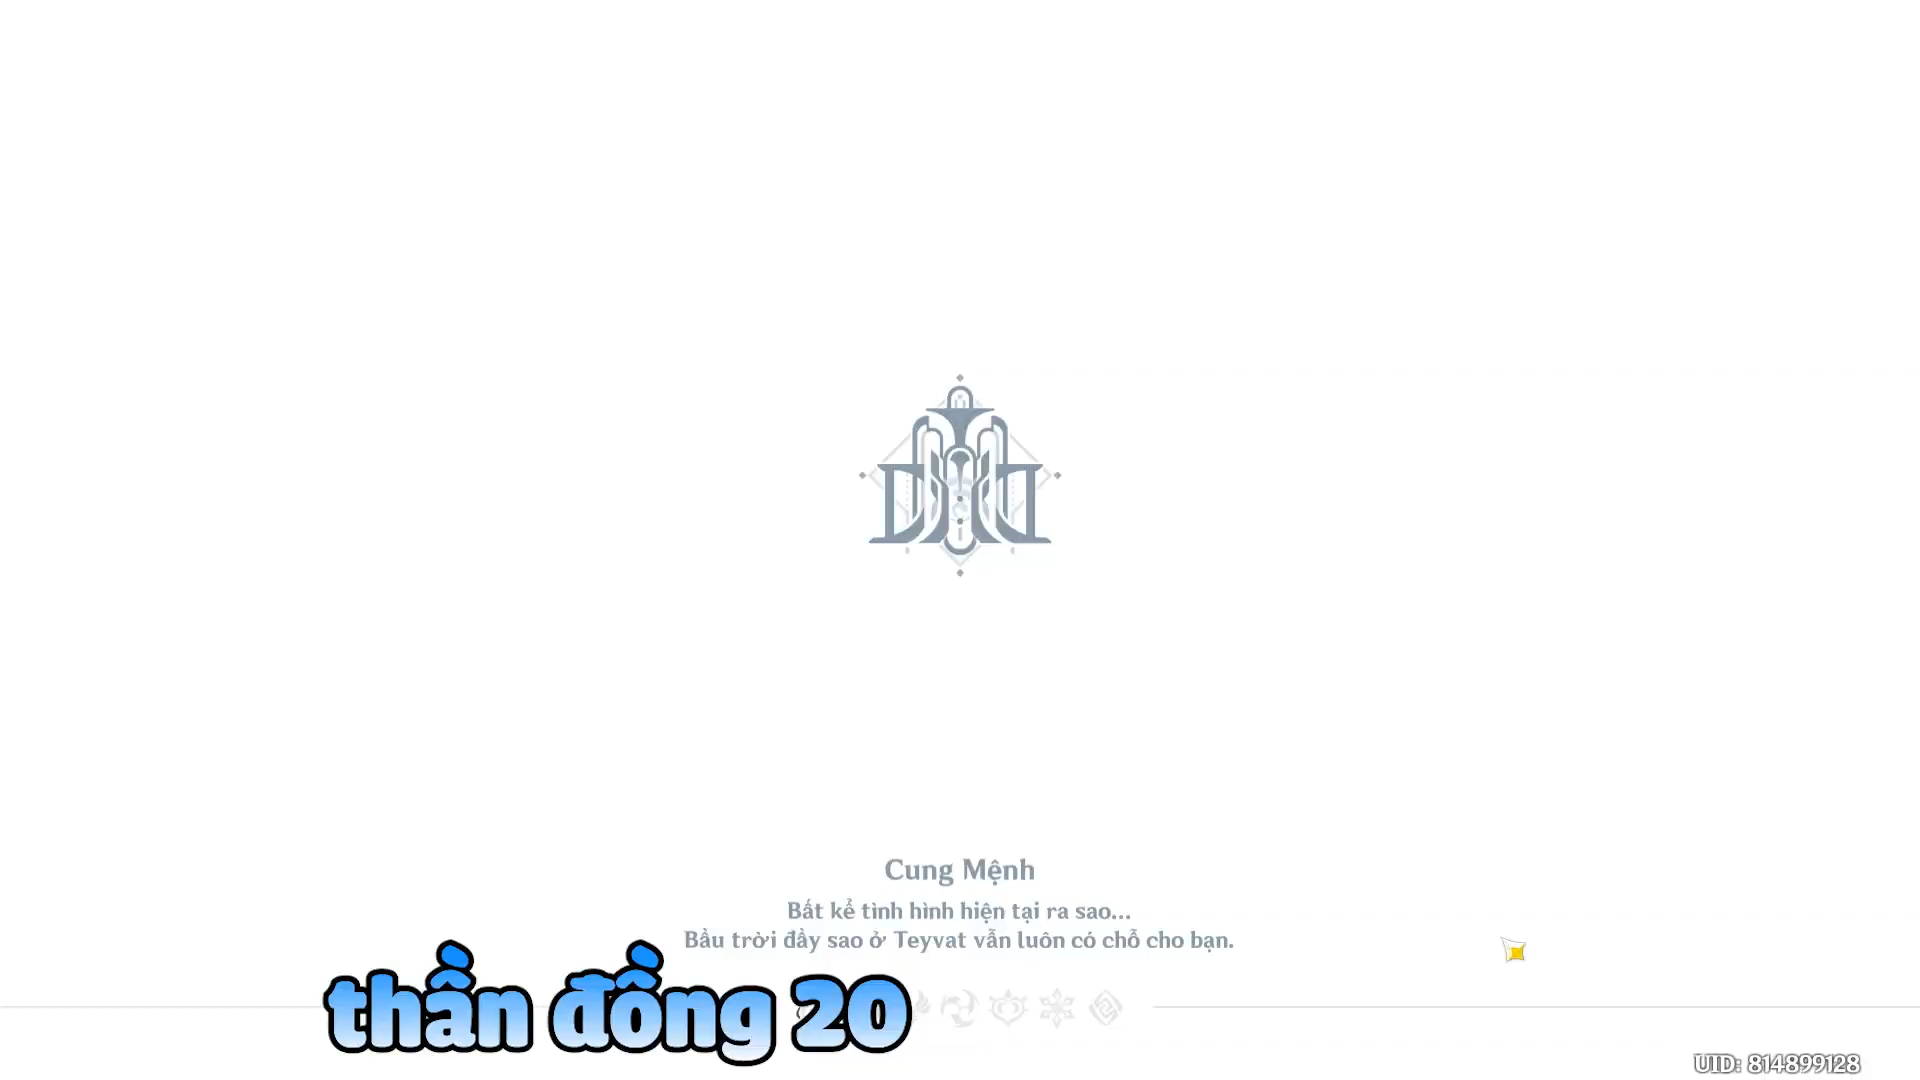 Cung Mệnh
Bất kể tình hình hiện tại ra sao...
Bầu trời đầy sao ở Teyvat vẫn luôn có chỗ cho bạn.
thần đồng 20
UID: 814899128